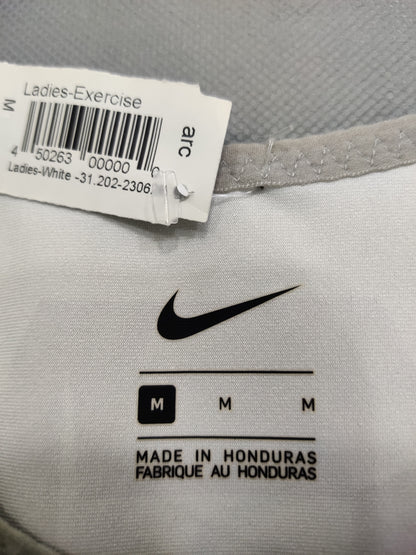 Ladies-Exercise
M
arc
4 50263 00000
Ladies-White -31.202-2306.
M M M
MADE IN HONDURAS
FABRIQUE AU HONDURAS